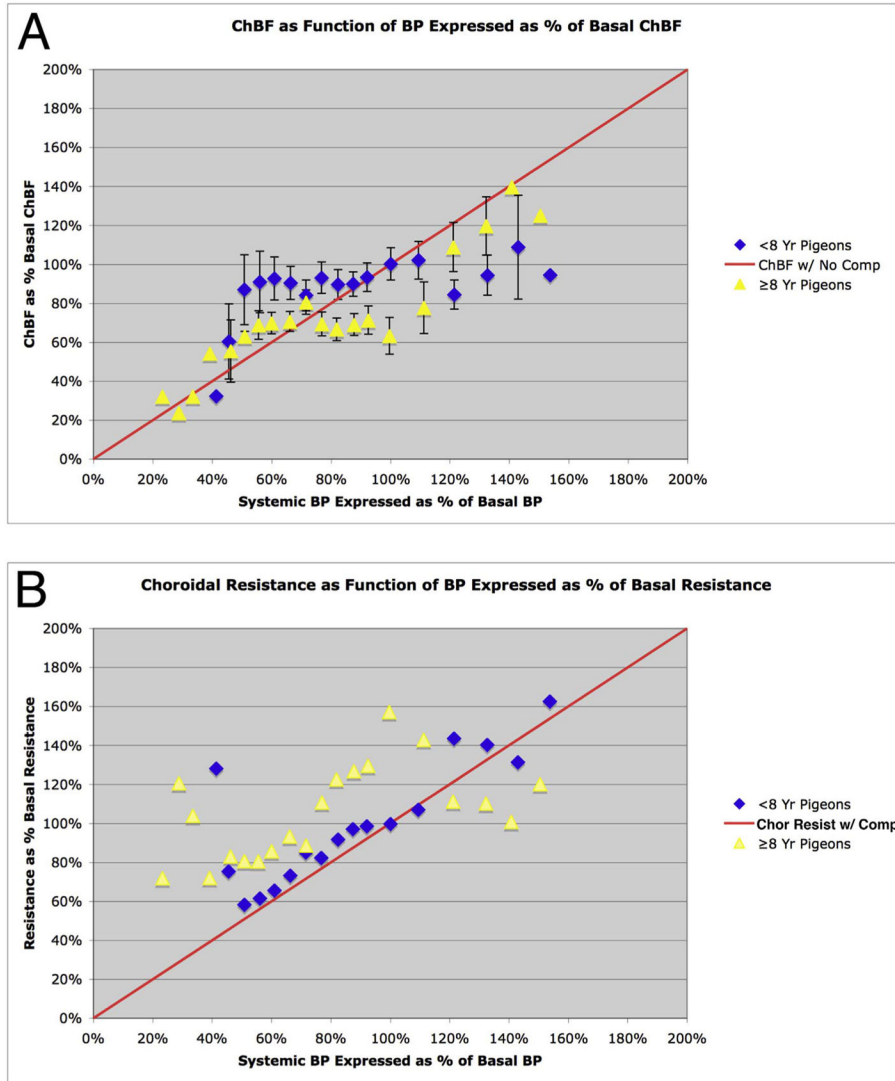 A
ChBF as Function of BP Expressed as % of Basal ChBF
ChBF as % Basal ChBF
200%
180%
160%
140%
120%
100%
80%
60%
40%
20%
0%
0% 20% 40% 60% 80% 100% 120% 140% 160% 180% 200%
Systemic BP Expressed as % of Basal BP
<8 Yr Pigeons
ChBF w/ No Comp
≥8 Yr Pigeons
B
Choroidal Resistance as Function of BP Expressed as % of Basal Resistance
Resistance as % Basal Resistance
200%
180%
160%
140%
120%
100%
80%
60%
40%
20%
0%
0% 20% 40% 60% 80% 100% 120% 140% 160% 180% 200%
Systemic BP Expressed as % of Basal BP
<8 Yr Pigeons
Chor Resist w/ Comp
≥8 Yr Pigeons